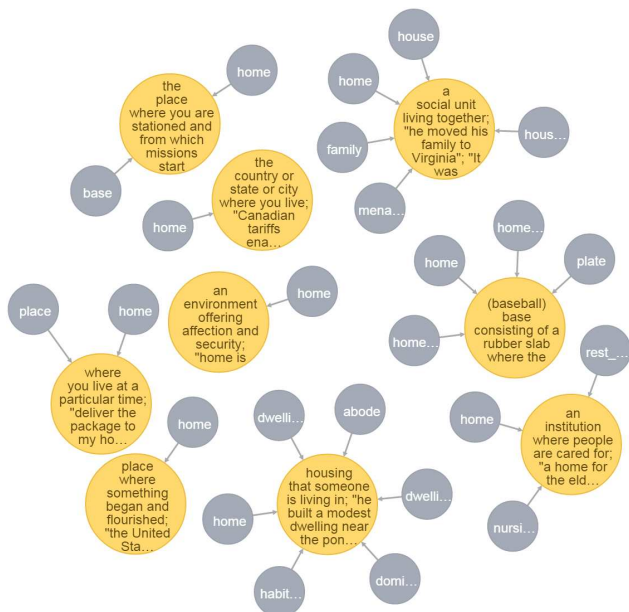 house
home
the
place
where you are
stationed and
from which
missions
start
base
home
a
social unit
living together;
"he moved his
family to
Virginia"; "It
was
family
hous...
mena...
the
country or
state or city
where you live;
"Canadian
tariffs
ena...
home
home...
home
plate
(baseball)
base
consisting of a
rubber slab
where the
home...
an
environment
offering
affection and
security;
"home is
home
place
home
where
you live at a
particular time;
"deliver the
package to
my ho...
rest_...
home
an
institution
where people
are cared for;
"a home for
the eld...
nursi...
home
place
where
something
began and
flourished;
"the United
Sta...
dwelli...
abode
housing
that someone
is living in; "he
built a modest
dwelling near
the pon...
dwelli...
home
habit...
domi...